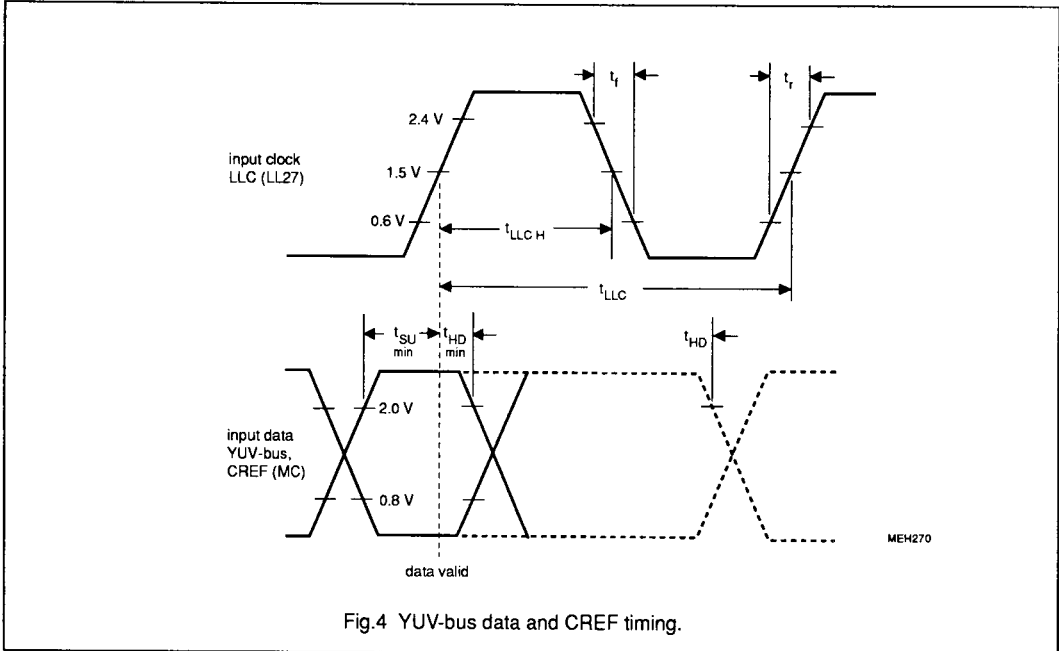 t_f
t_r
2.4 V
input clock
LLC (LL27)
1.5 V
0.6 V
t_LLC H
t_LLC
t_SU
min
t_HD
min
t_HD
2.0 V
input data
YUV-bus,
CREF (MC)
0.8 V
MEH270
data valid
Fig.4 YUV-bus data and CREF timing.